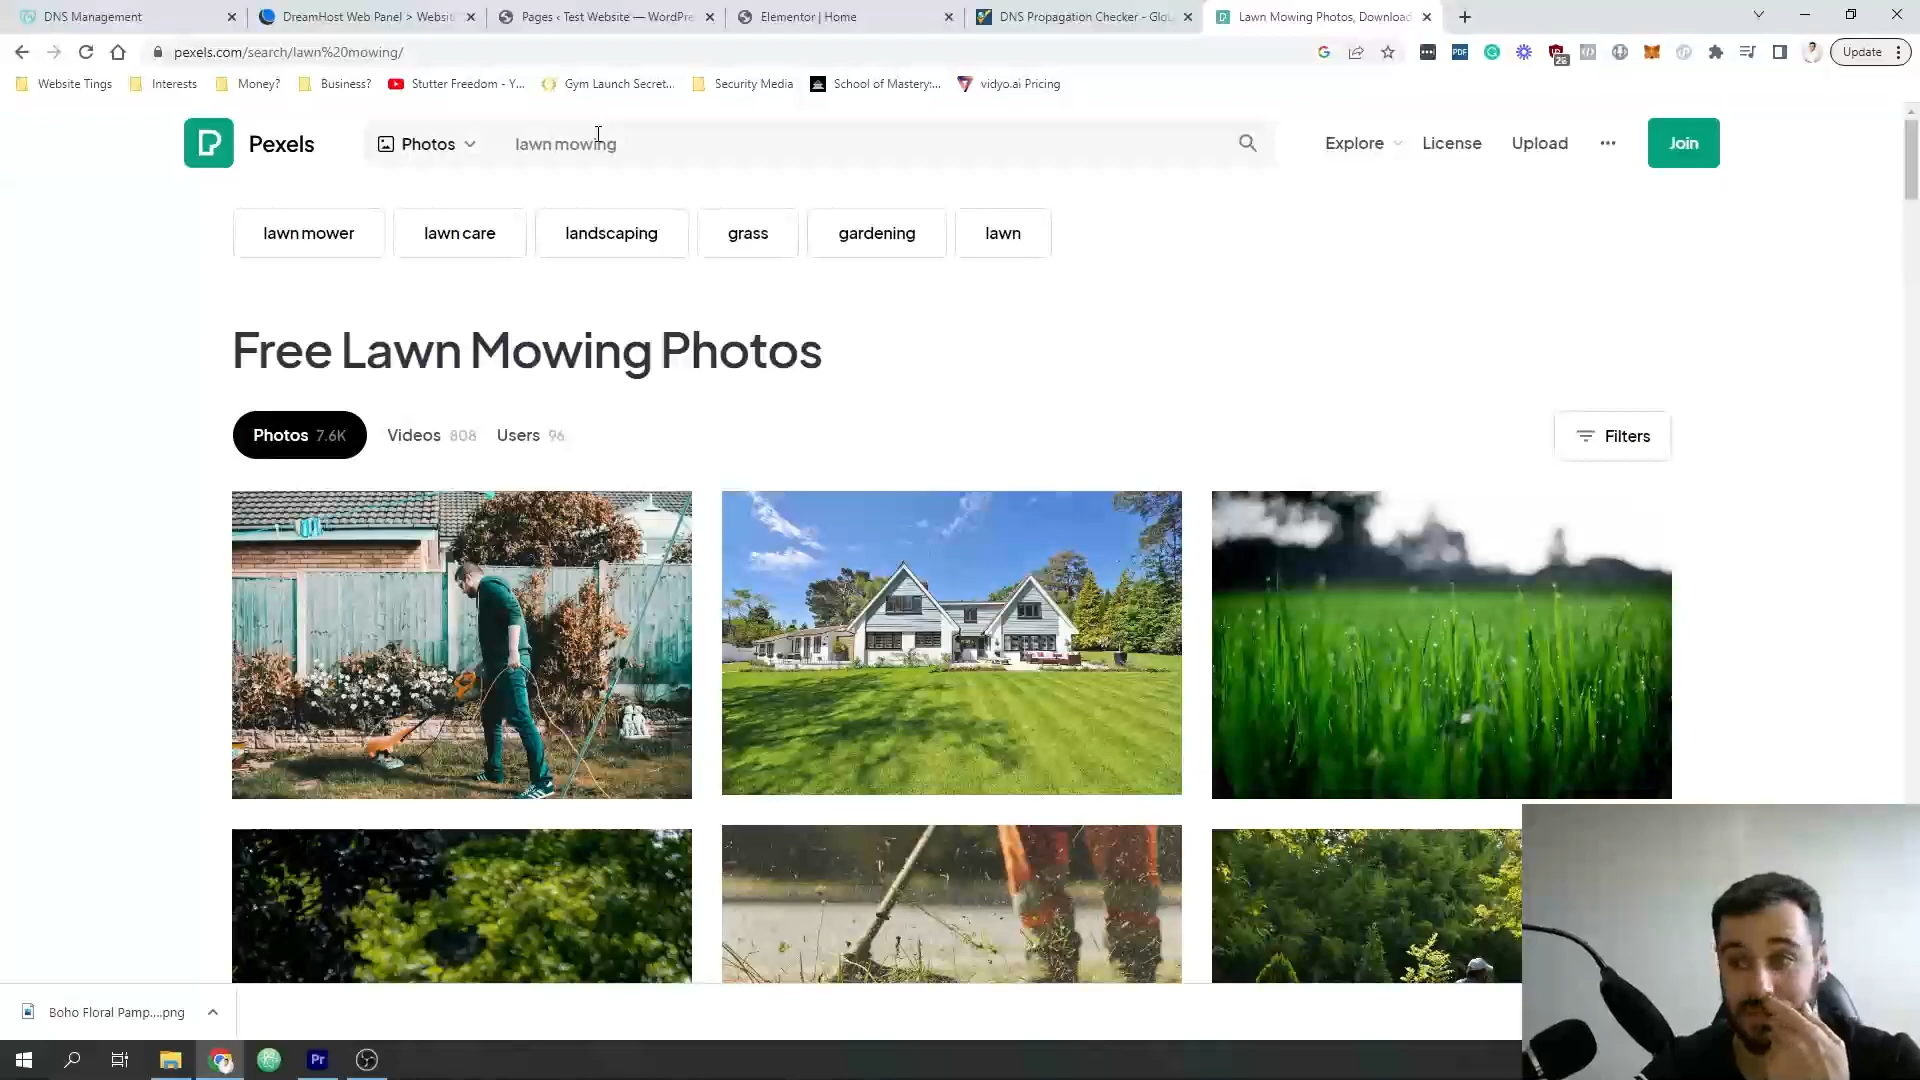 DNS Management
DreamHost Web Panel > Websit
Pages ‹ Test Website — WordPre
Elementor | Home
DNS Propagation Checker - Glo
Lawn Mowing Photos, Download
pexels.com/search/lawn%20mowing/
PDF
26
Update
Website Tings
Interests
Money?
Business?
Stutter Freedom - Y...
Gym Launch Secret...
Security Media
School of Mastery:...
vidyo.ai Pricing
Pexels
Photos
lawn mowing
Explore
License
Upload
Join
lawn mower
lawn care
landscaping
grass
gardening
lawn
Free Lawn Mowing Photos
Photos 7.6K
Videos 808
Users 96
Filters
Boho Floral Pamp....png
Pr